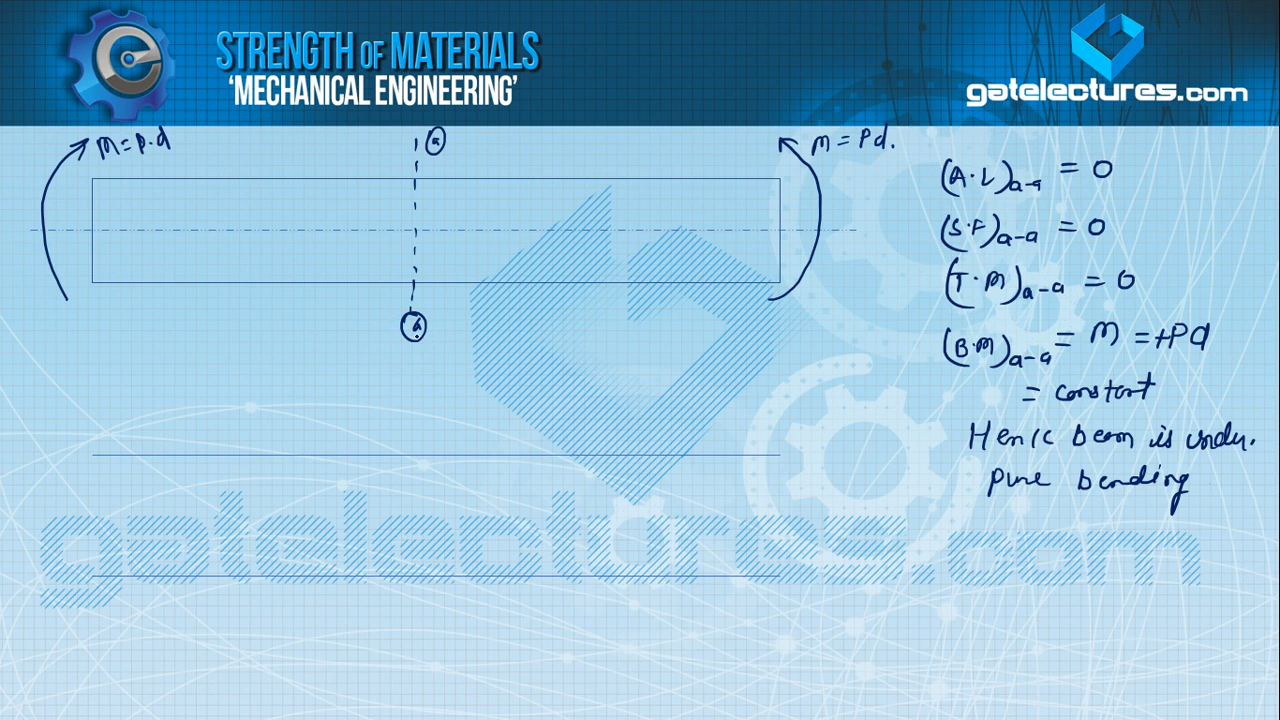 STRENGTH OF MATERIALS
'MECHANICAL ENGINEERING'
gatelectures.com
M = P.d
a
M = Pd.
(A.L)a-a = 0
(S.F)a-a = 0
(T.M)a-a = 0
(B.M)a-a = M = +Pd
= constant
Henc beam is under.
pure bending
a
gatelectures.com